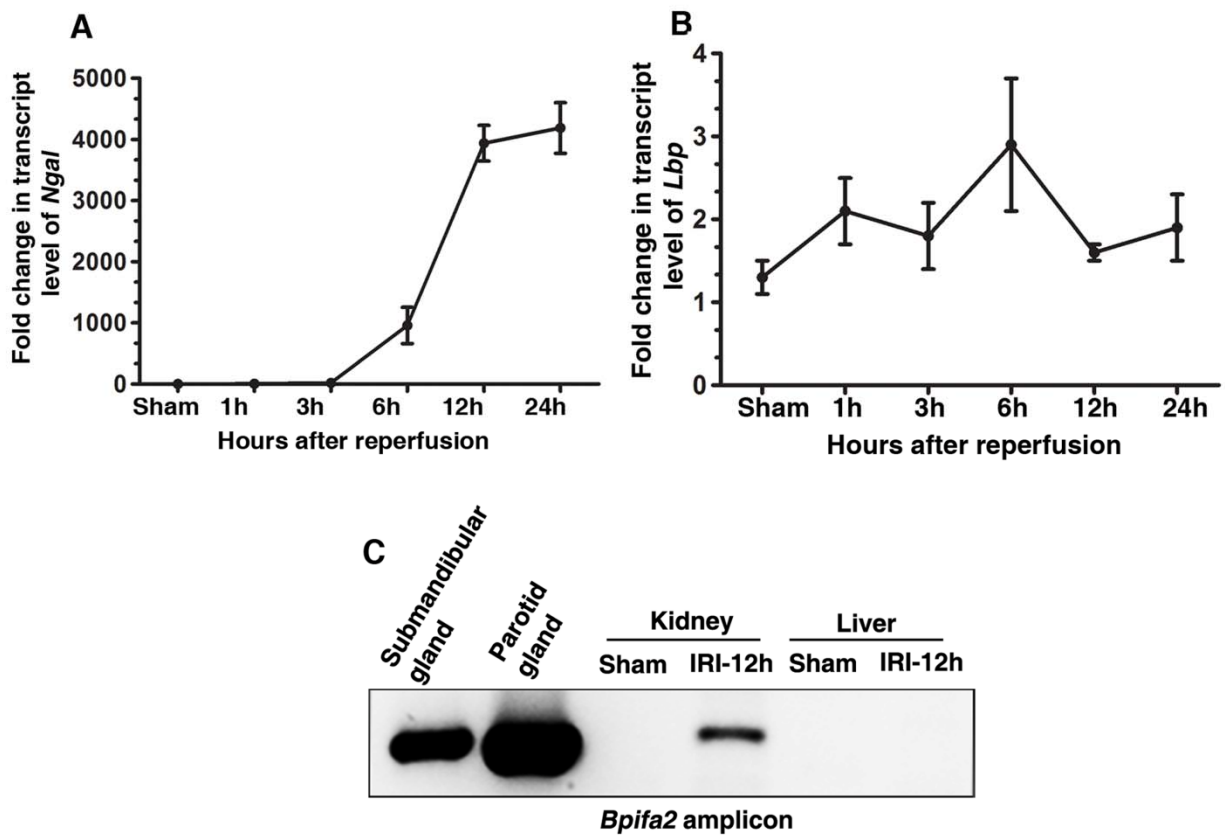 A
Fold change in transcript
level of Ngal
5000
4000
3000
2000
1000
0
Sham 1h 3h 6h 12h 24h
Hours after reperfusion
B
Fold change in transcript
level of Lbp
4
3
2
1
0
Sham 1h 3h 6h 12h 24h
Hours after reperfusion
C
Submandibular
gland
Parotid
gland
Kidney
Liver
Sham IRI-12h Sham IRI-12h
Bpifa2 amplicon